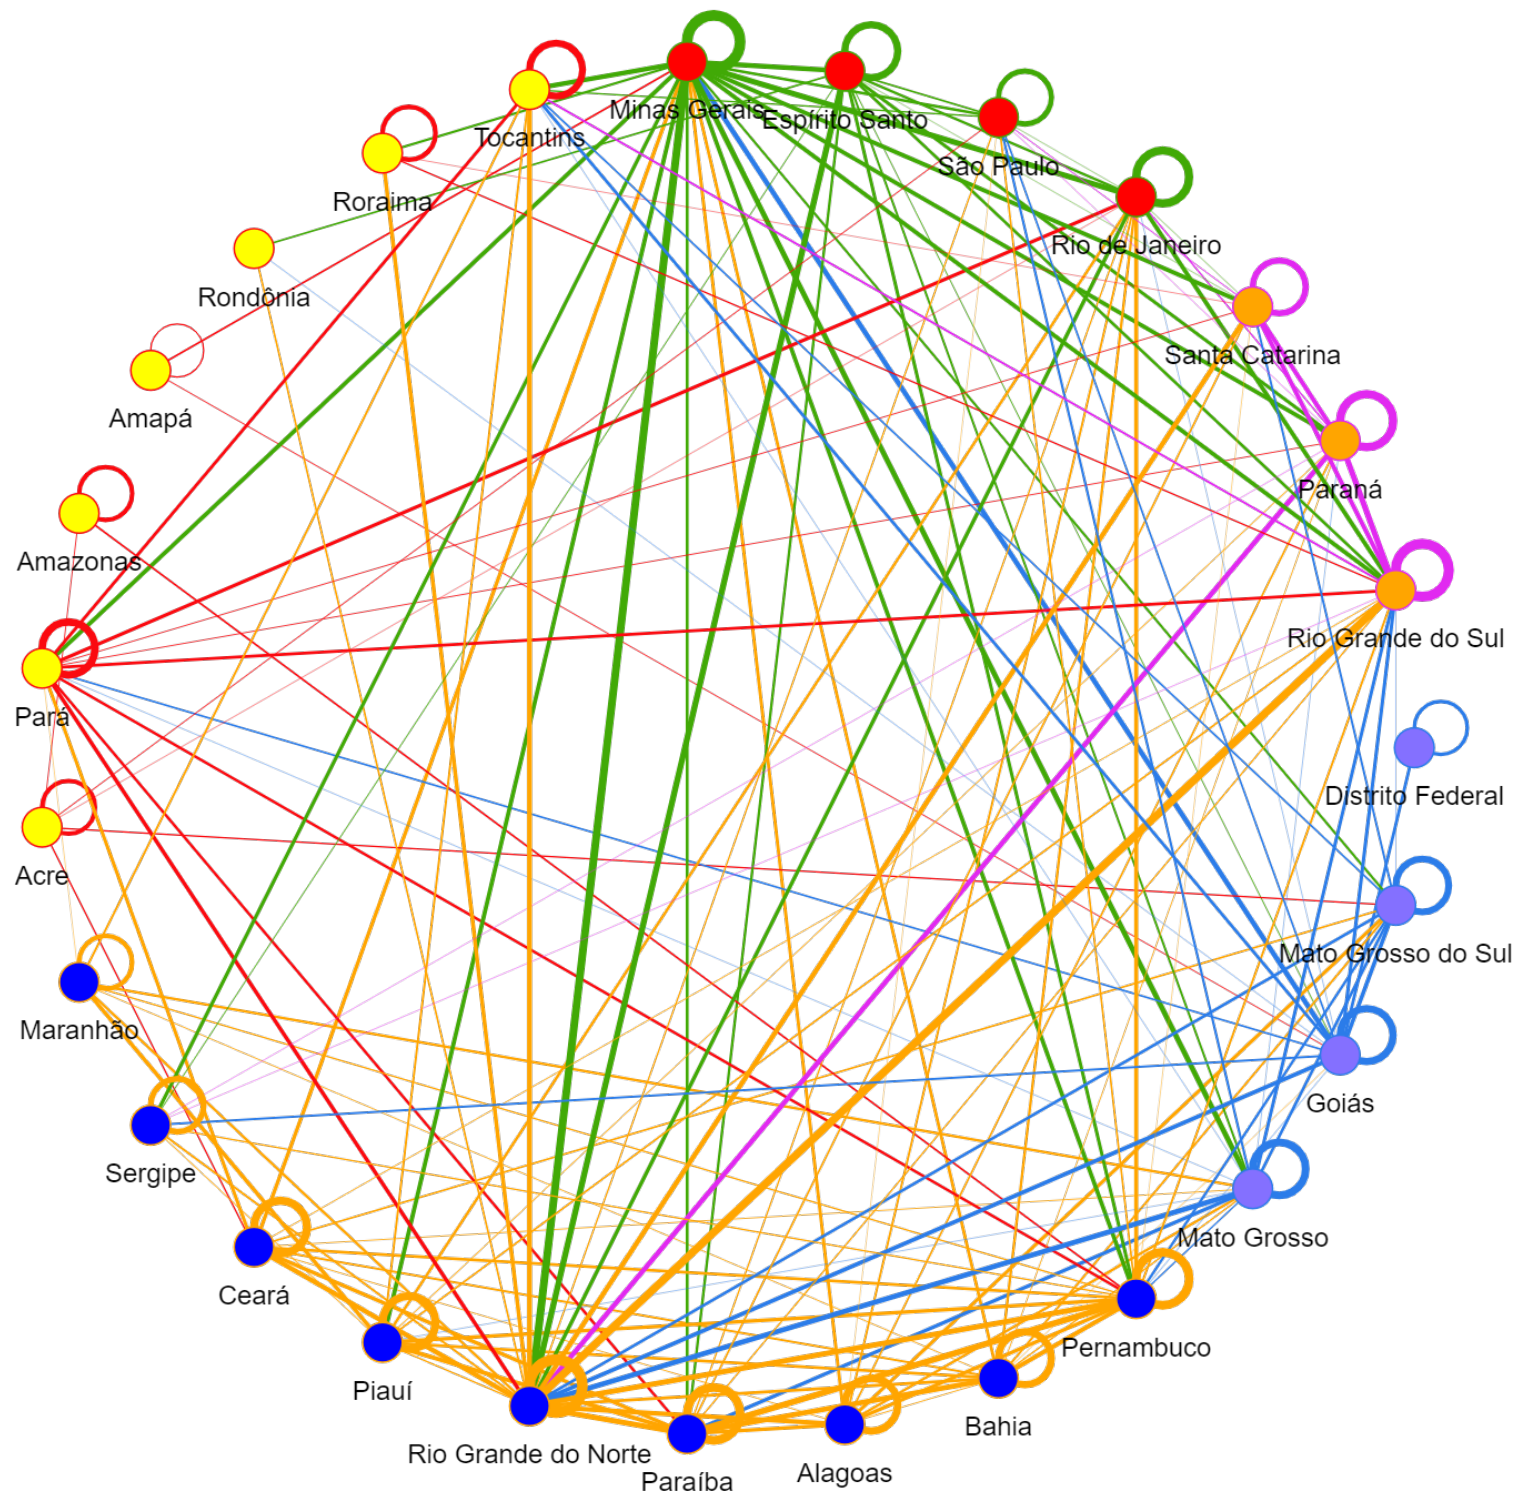 Minas Gerais
Espírito Santo
Tocantins
São Paulo
Roraima
Rio de Janeiro
Rondônia
Santa Catarina
Amapá
Paraná
Amazonas
Rio Grande do Sul
Pará
Distrito Federal
Acre
Mato Grosso do Sul
Maranhão
Goiás
Sergipe
Mato Grosso
Ceará
Pernambuco
Piauí
Bahia
Rio Grande do Norte
Alagoas
Paraíba